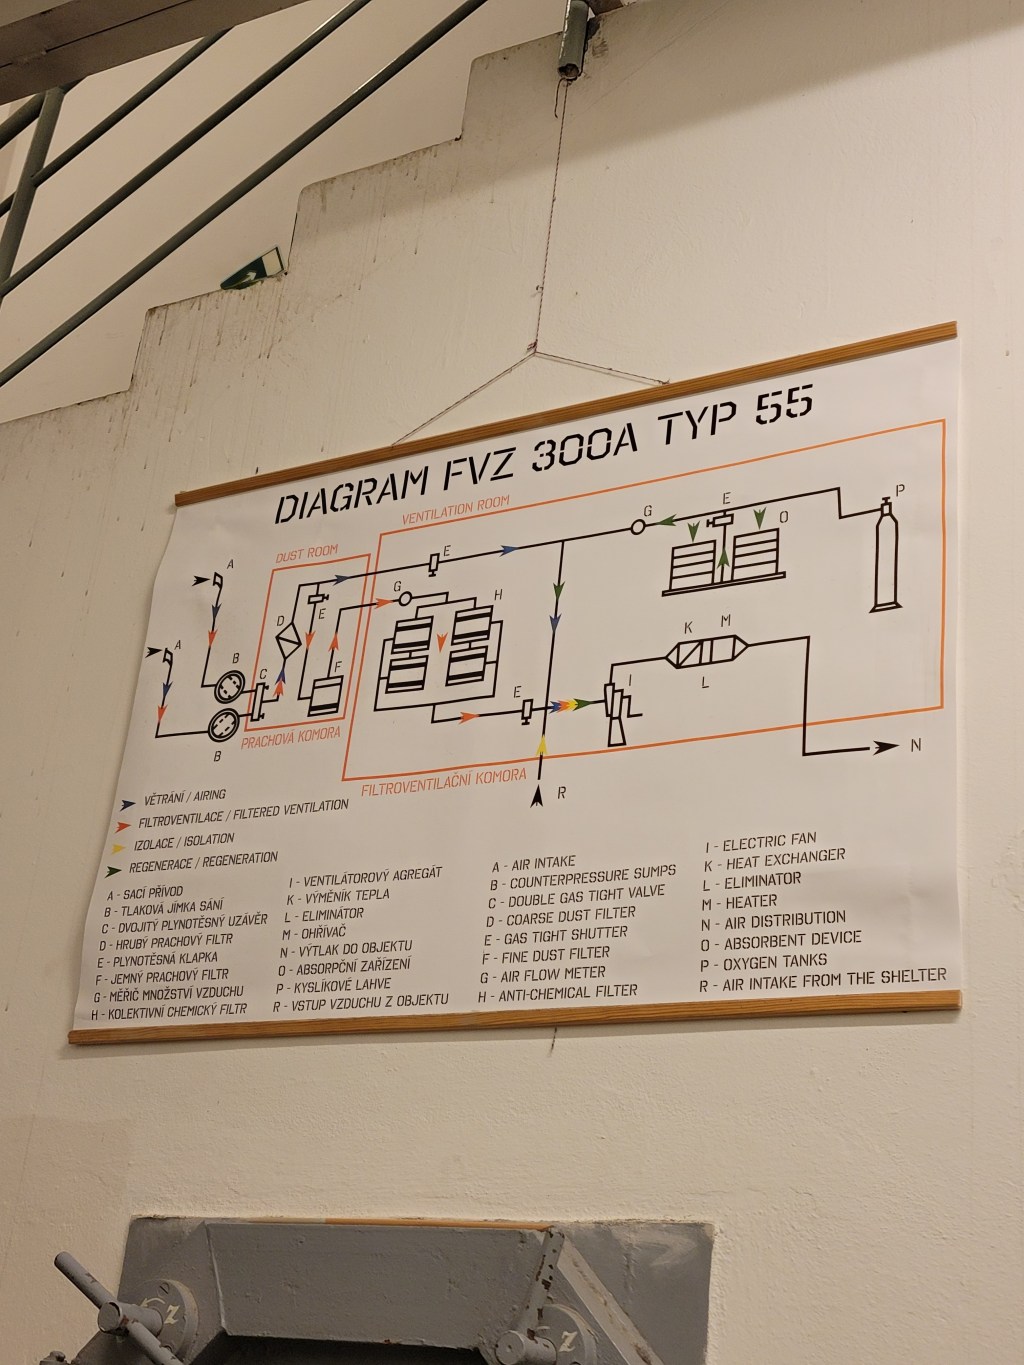 DIAGRAM FVZ 300A TYP 55
VENTILATION ROOM
DUST ROOM
A
A
B
B
C
D
E
F
E
G
H
E
G
E
O
P
K
M
L
I
N
R
PRACHOVÁ KOMORA
FILTROVENTILAČNÍ KOMORA
VĚTRÁNÍ / AIRING
FILTROVENTILACE / FILTERED VENTILATION
IZOLACE / ISOLATION
REGENERACE / REGENERATION
A - SACÍ PŘÍVOD
B - TLAKOVÁ JÍMKA SÁNÍ
C - DVOJITÝ PLYNOTĚSNÝ UZÁVĚR
D - HRUBÝ PRACHOVÝ FILTR
E - PLYNOTĚSNÁ KLAPKA
F - JEMNÝ PRACHOVÝ FILTR
G - MĚŘIČ MNOŽSTVÍ VZDUCHU
H - KOLEKTIVNÍ CHEMICKÝ FILTR
I - VENTILÁTOROVÝ AGREGÁT
K - VÝMĚNÍK TEPLA
L - ELIMINÁTOR
M - OHŘÍVAČ
N - VÝTLAK DO OBJEKTU
O - ABSORPČNÍ ZAŘÍZENÍ
P - KYSLÍKOVÉ LAHVE
R - VSTUP VZDUCHU Z OBJEKTU
A - AIR INTAKE
B - COUNTERPRESSURE SUMPS
C - DOUBLE GAS TIGHT VALVE
D - COARSE DUST FILTER
E - GAS TIGHT SHUTTER
F - FINE DUST FILTER
G - AIR FLOW METER
H - ANTI-CHEMICAL FILTER
I - ELECTRIC FAN
K - HEAT EXCHANGER
L - ELIMINATOR
M - HEATER
N - AIR DISTRIBUTION
O - ABSORBENT DEVICE
P - OXYGEN TANKS
R - AIR INTAKE FROM THE SHELTER
Z
Z